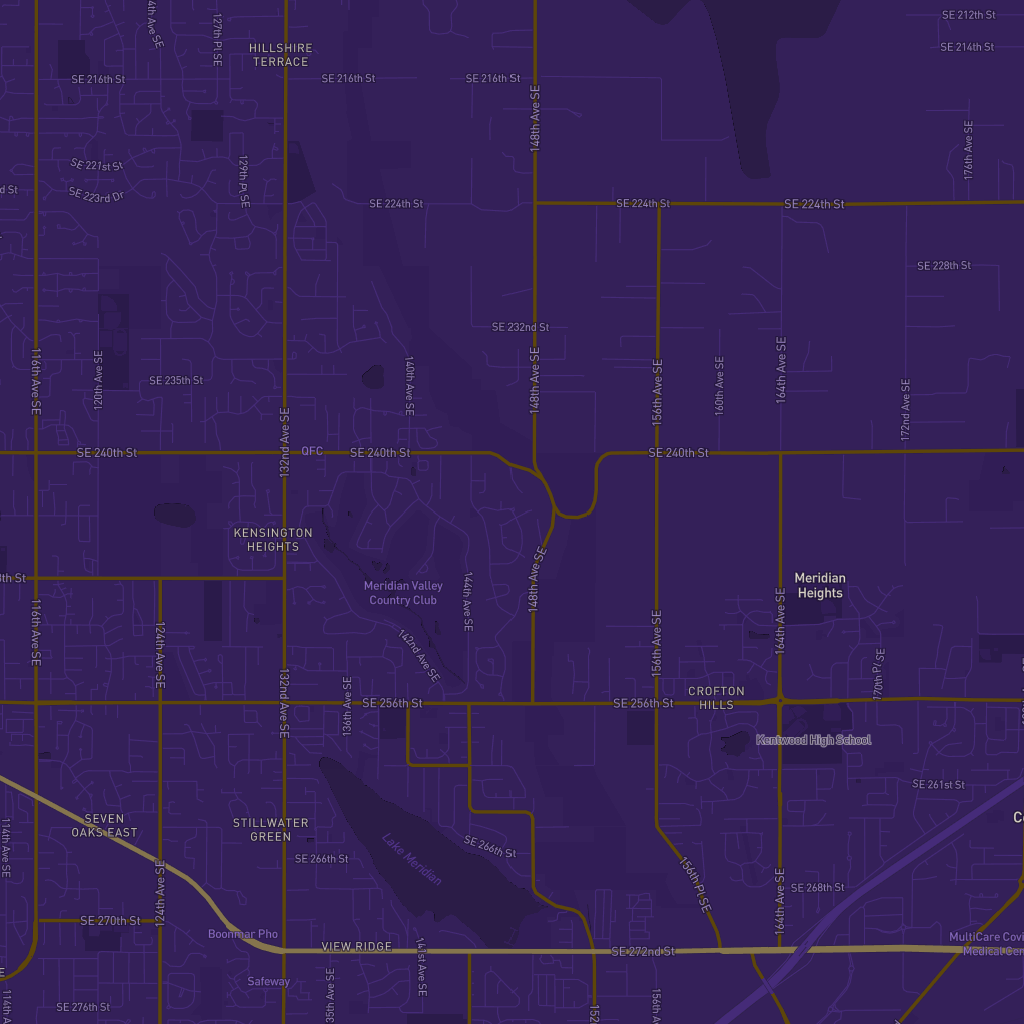 SE 212th St
127th Pl SE
SE 214th St
HILLSHIRE
TERRACE
SE 216th St
SE 216th St
SE 216th St
148th Ave SE
176th Ave SE
SE 221st St
129th Pl SE
SE 223rd Dr
SE 224th St
SE 224th St
SE 224th St
SE 228th St
SE 232nd St
116th Ave SE
120th Ave SE
SE 235th St
140th Ave SE
148th Ave SE
156th Ave SE
160th Ave SE
164th Ave SE
172nd Ave SE
132nd Ave SE
SE 240th St
QFC
SE 240th St
SE 240th St
KENSINGTON
HEIGHTS
Meridian Valley
Country Club
148th Ave SE
144th Ave SE
Meridian
Heights
116th Ave SE
124th Ave SE
142nd Ave SE
156th Ave SE
164th Ave SE
170th Pl SE
132nd Ave SE
136th Ave SE
SE 256th St
SE 256th St
CROFTON
HILLS
Kentwood High School
SE 261st St
SEVEN
OAKS EAST
STILLWATER
GREEN
114th Ave SE
SE 266th St
Lake Meridian
SE 266th St
156th Pl SE
SE 268th St
124th Ave SE
164th Ave SE
SE 270th St
Boonmar Pho
VIEW RIDGE
SE 272nd St
MultiCare Covi
Medical Cen
141st Ave SE
Safeway
SE 276th St